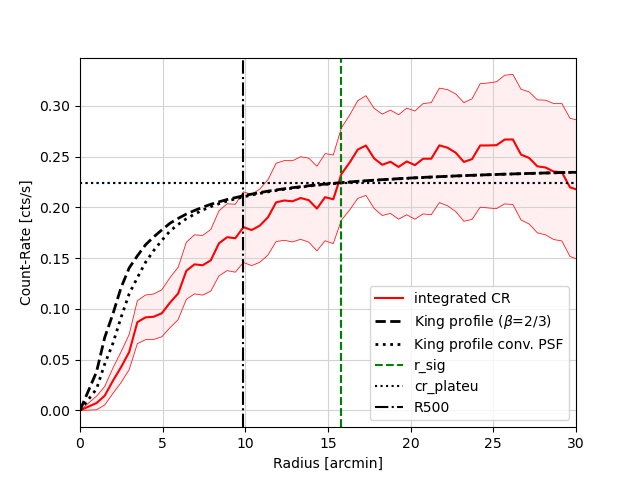 0.30
0.25
0.20
0.15
0.10
0.05
0.00
Count-Rate [cts/s]
integrated CR
King profile (β=2/3)
King profile conv. PSF
r_sig
cr_plateu
R500
0 5 10 15 20 25 30
Radius [arcmin]